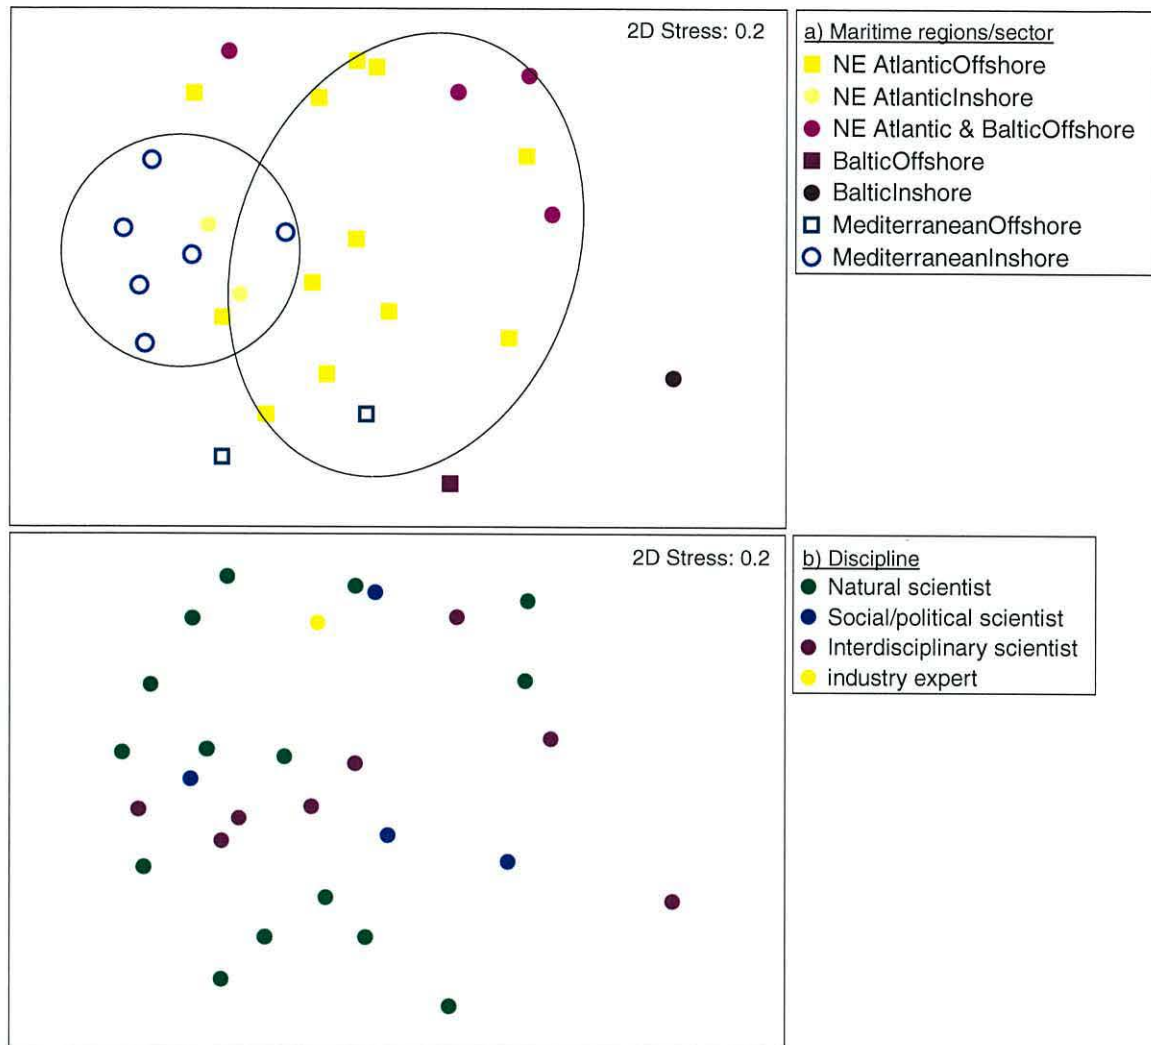 2D Stress: 0.2
a) Maritime regions/sector
NE AtlanticOffshore
NE AtlanticInshore
NE Atlantic & BalticOffshore
BalticOffshore
BalticInshore
MediterraneanOffshore
MediterraneanInshore
2D Stress: 0.2
b) Discipline
Natural scientist
Social/political scientist
Interdisciplinary scientist
industry expert